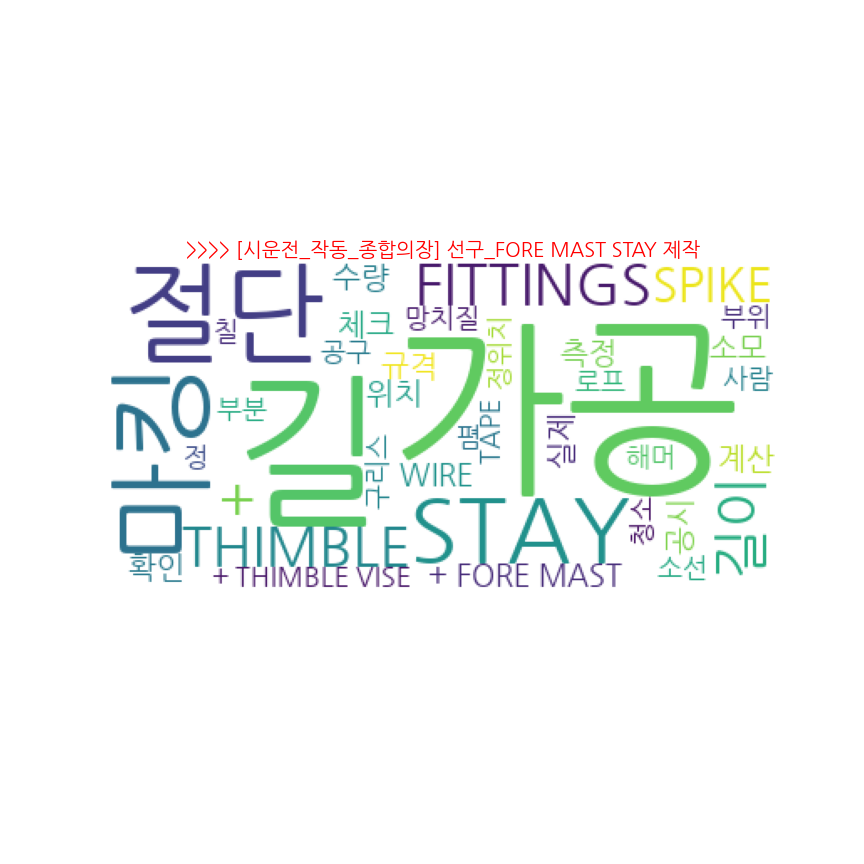 >>>> [시운전_작동_종합의장] 선구_FORE MAST STAY 제작
절단
수량
FITTINGS
SPIKE
칠
체크
망치질
부위
공구
규격
정위치
측정
소모
마킹
부분
길
위치
가공
로프
사람
정
구리스
WIRE
맴
TAPE
실제
해머
계산
+
THIMBLE
STAY
청소
공시
길이
확인
+ THIMBLE VISE
+ FORE MAST
소선